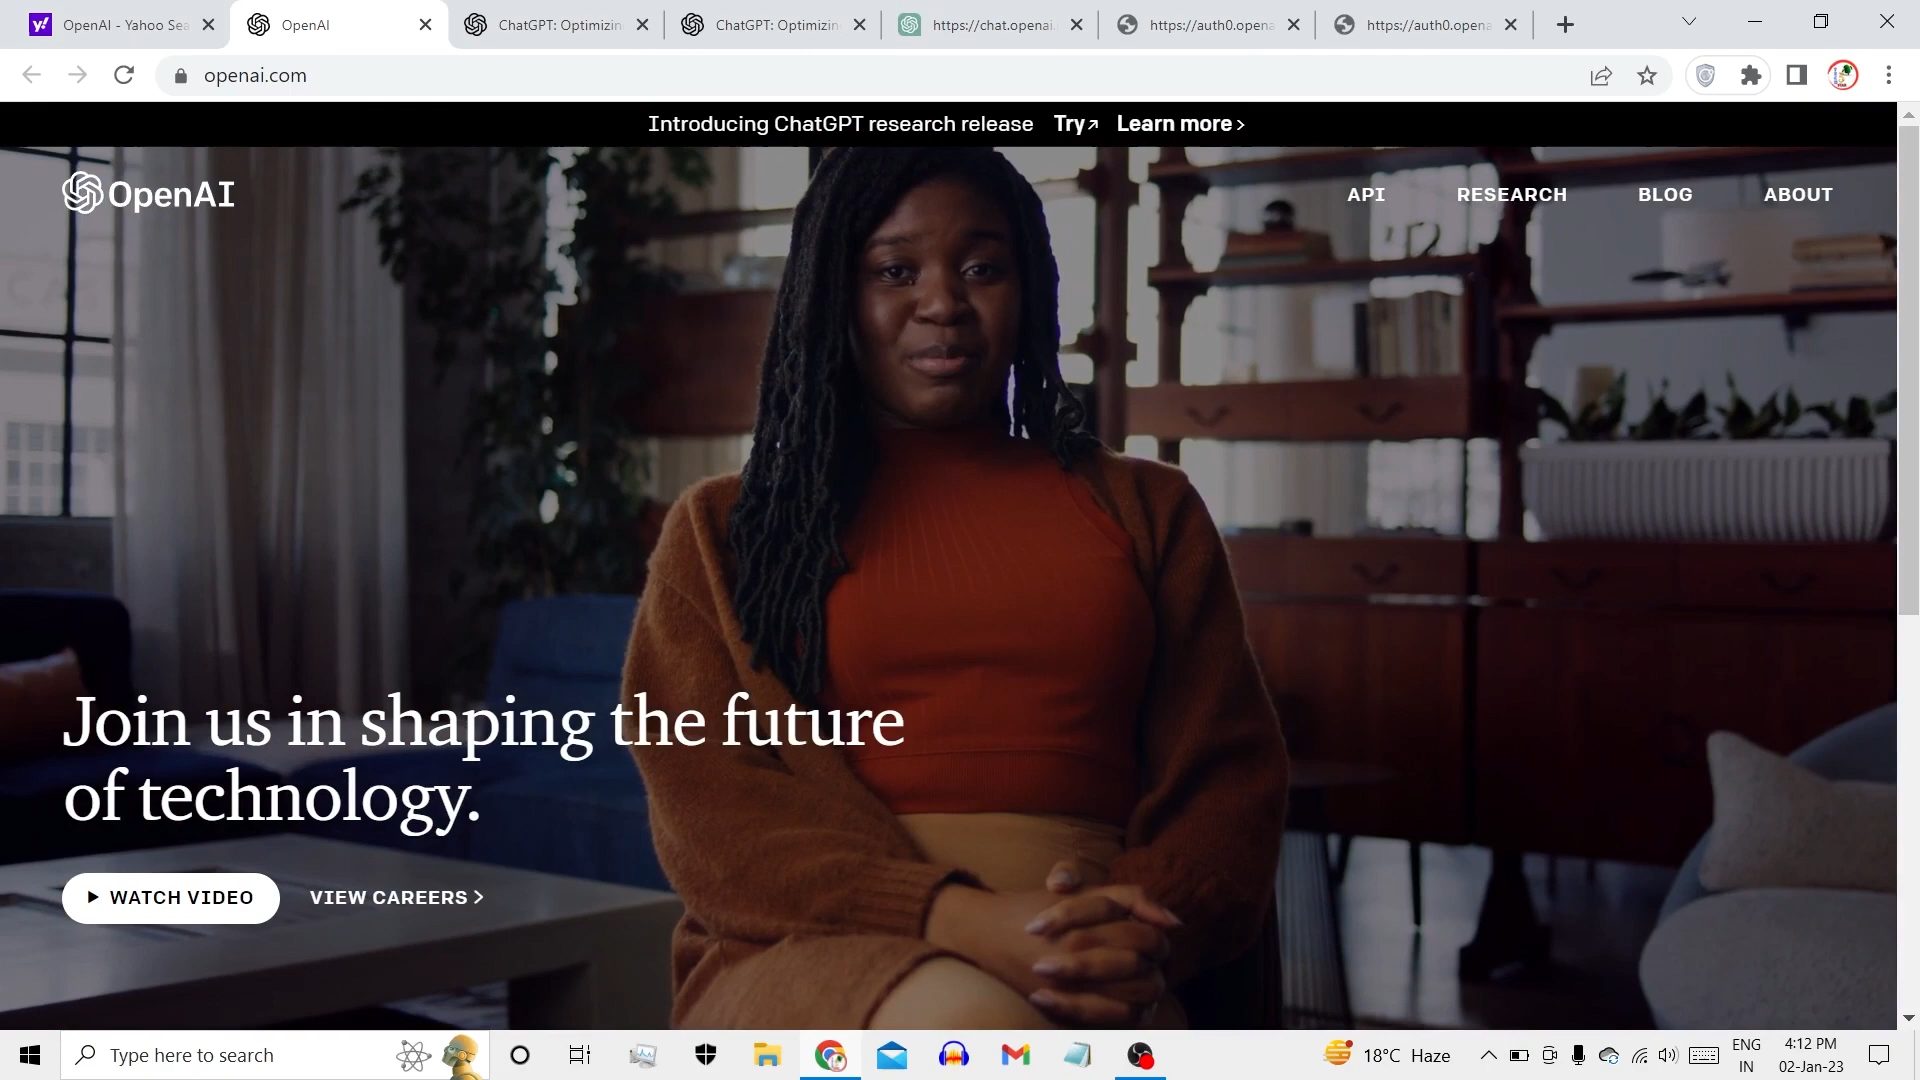 OpenAI - Yahoo Sea
OpenAI
ChatGPT: Optimizin
ChatGPT: Optimizin
https://chat.openai.
https://auth0.opena
https://auth0.opena
openai.com
Introducing ChatGPT research release Try↗ Learn more >
OpenAI
API
RESEARCH
BLOG
ABOUT
Join us in shaping the future
of technology.
WATCH VIDEO
VIEW CAREERS >
Type here to search
18°C Haze
ENG
IN
4:12 PM
02-Jan-23